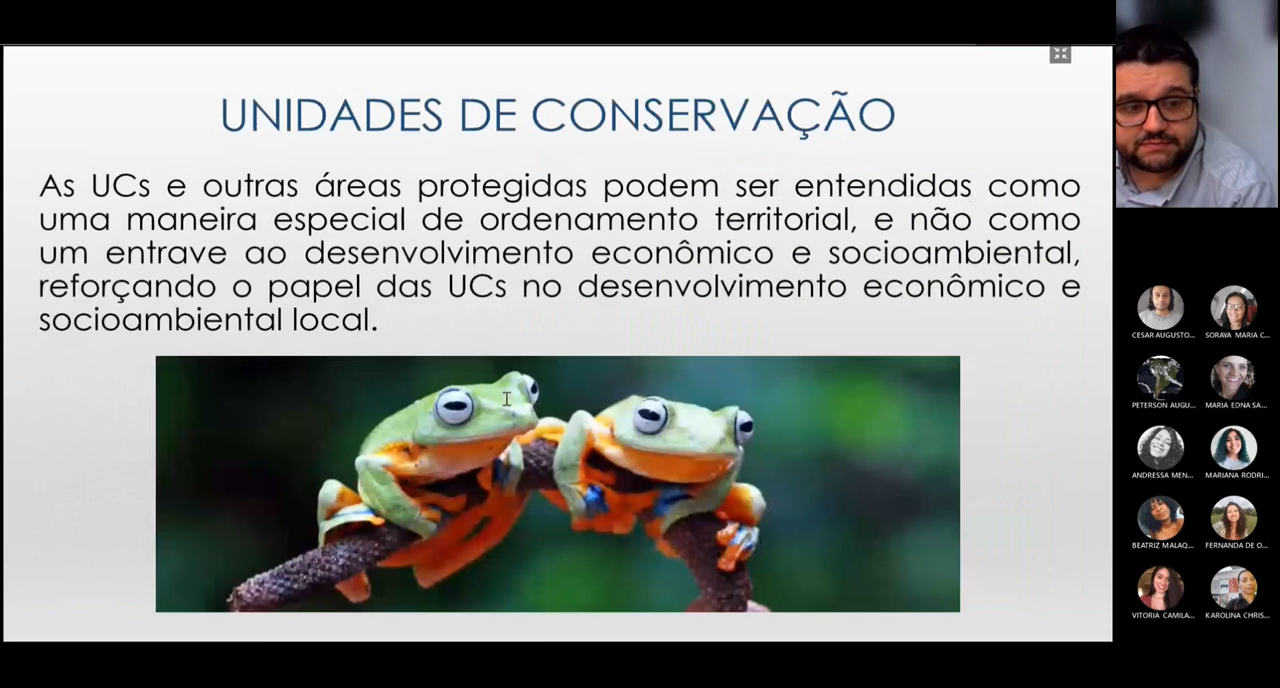 UNIDADES DE CONSERVAÇÃO
As UCs e outras áreas protegidas podem ser entendidas como
uma maneira especial de ordenamento territorial, e não como
um entrave ao desenvolvimento econômico e socioambiental,
reforçando o papel das UCs no desenvolvimento econômico e
socioambiental local.
CESAR AUGUSTO...
SORAYA MARIA C...
PETERSON AUGU...
MARIA EDNA SA...
ANDRESSA MEN...
MARIANA RODRI...
BEATRIZ MALAQ...
FERNANDA DE O...
VITORIA CAMILA...
KAROLINA CHRIS...